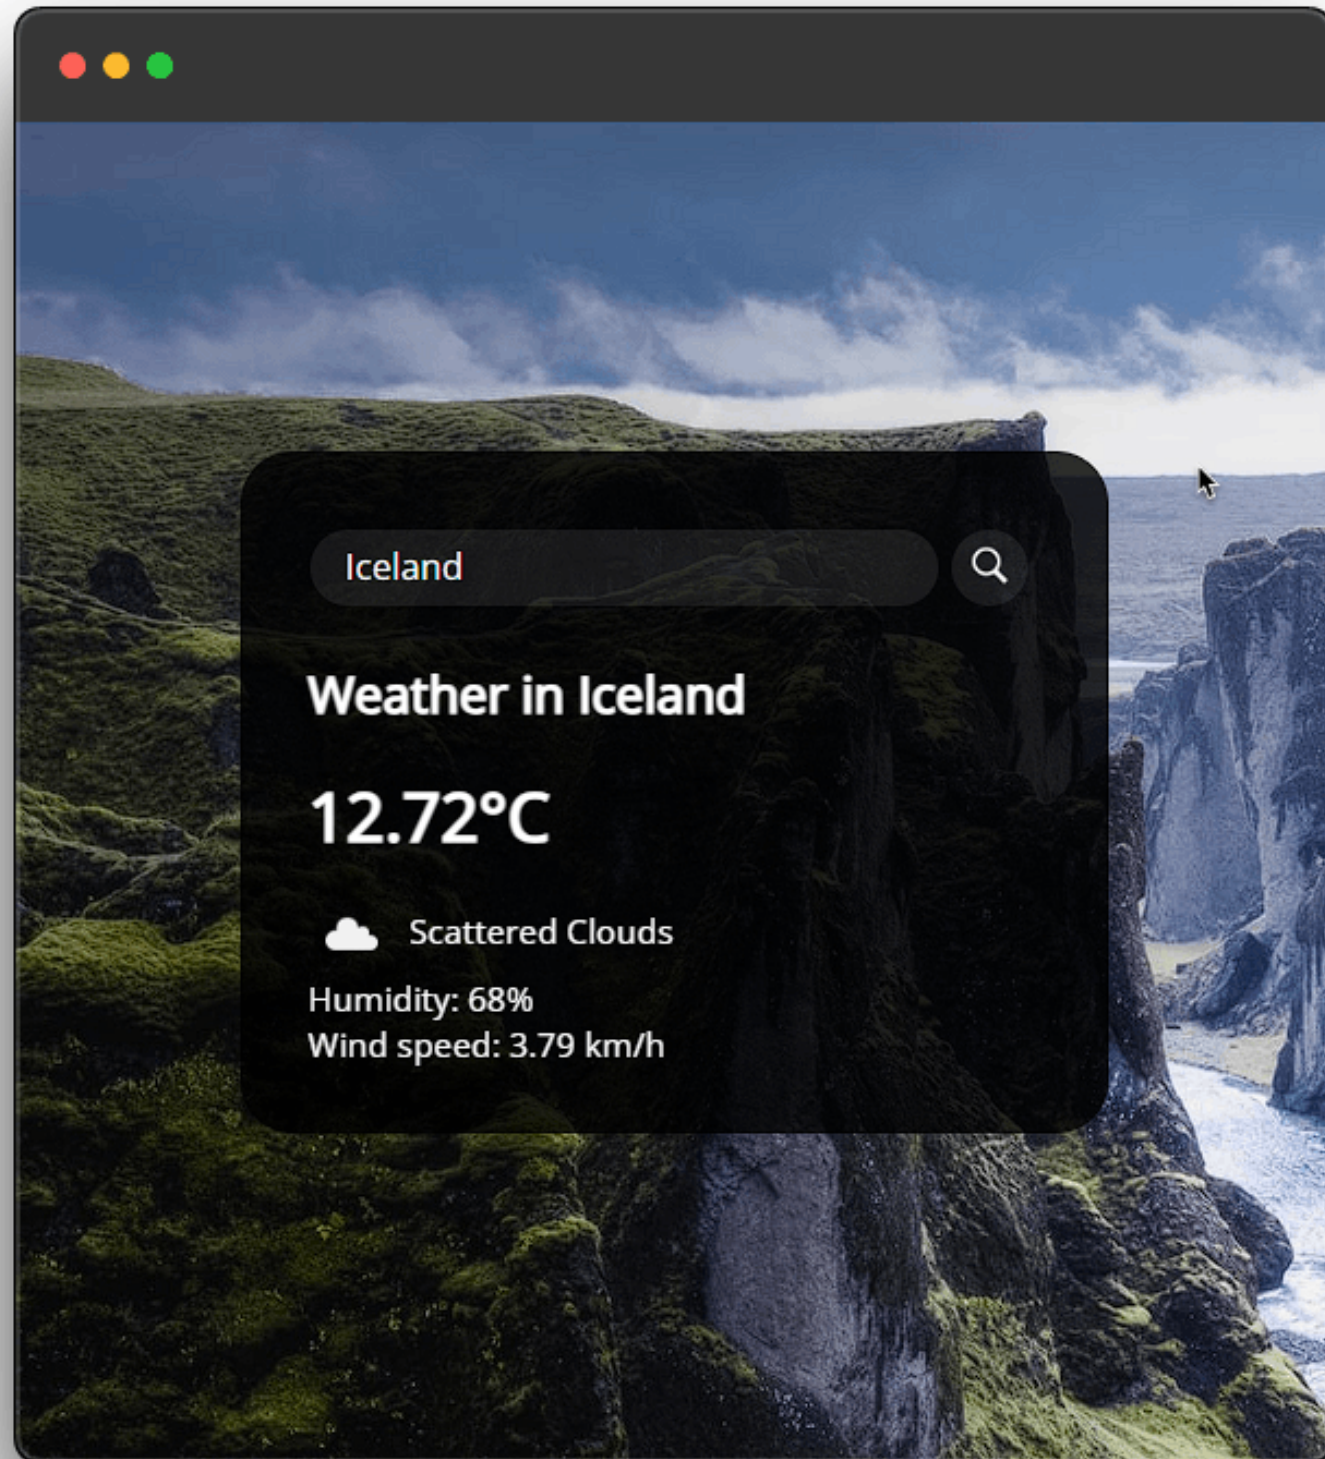 Iceland
Weather in Iceland
12.72°C
Scattered Clouds
Humidity: 68%
Wind speed: 3.79 km/h